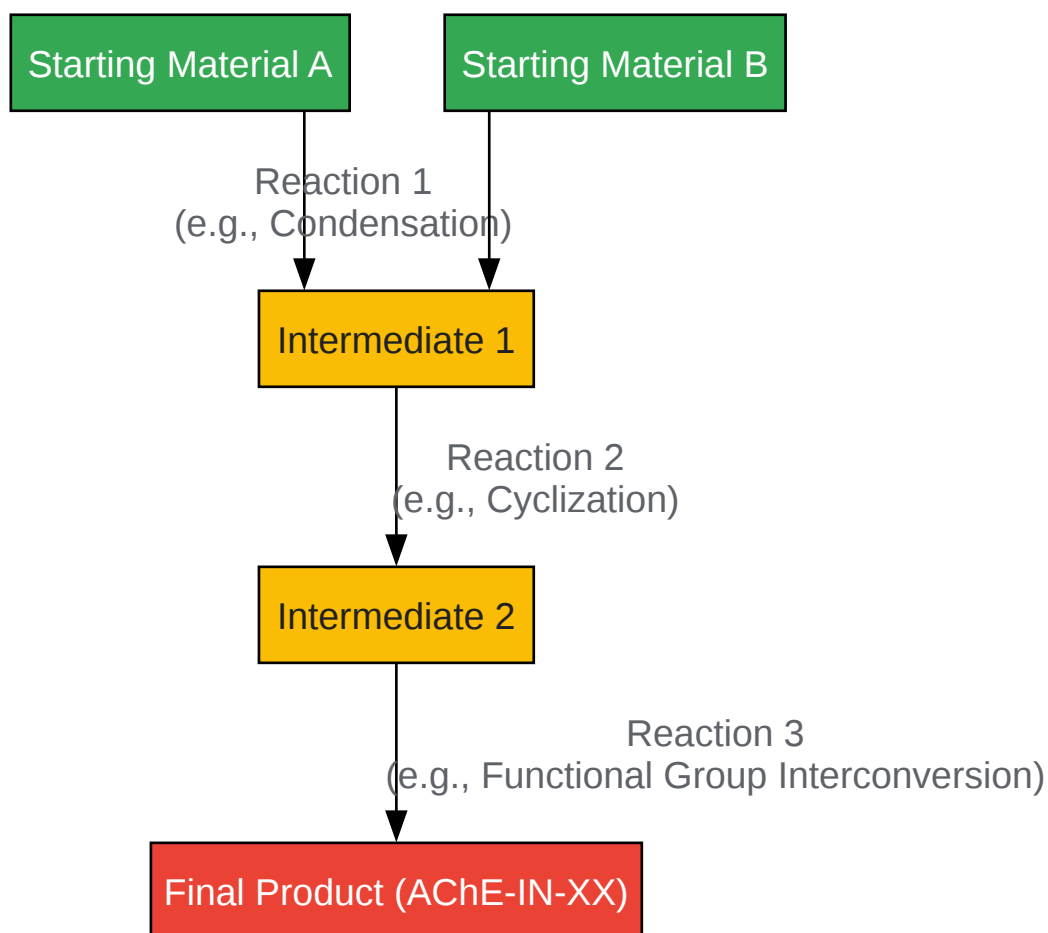 Starting Material A
Starting Material B
Reaction 1
(e.g., Condensation)
Intermediate 1
Reaction 2
(e.g., Cyclization)
Intermediate 2
Reaction 3
(e.g., Functional Group Interconversion)
Final Product (AChE-IN-XX)